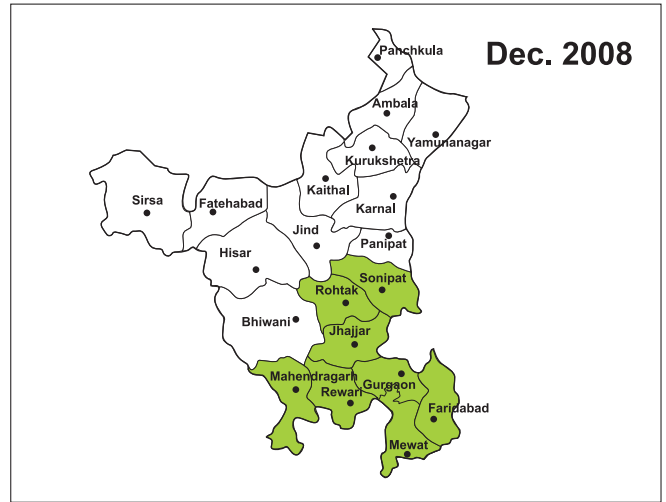 Panchkula
Dec. 2008
Ambala
Yamunanagar
Kurukshetra
Kaithal
Sirsa
Fatehabad
Karnal
Jind
Panipat
Hisar
Sonipat
Rohtak
Bhiwani
Jhajjar
Mahendragarh
Gurgaon
Rewari
Faridabad
Mewat